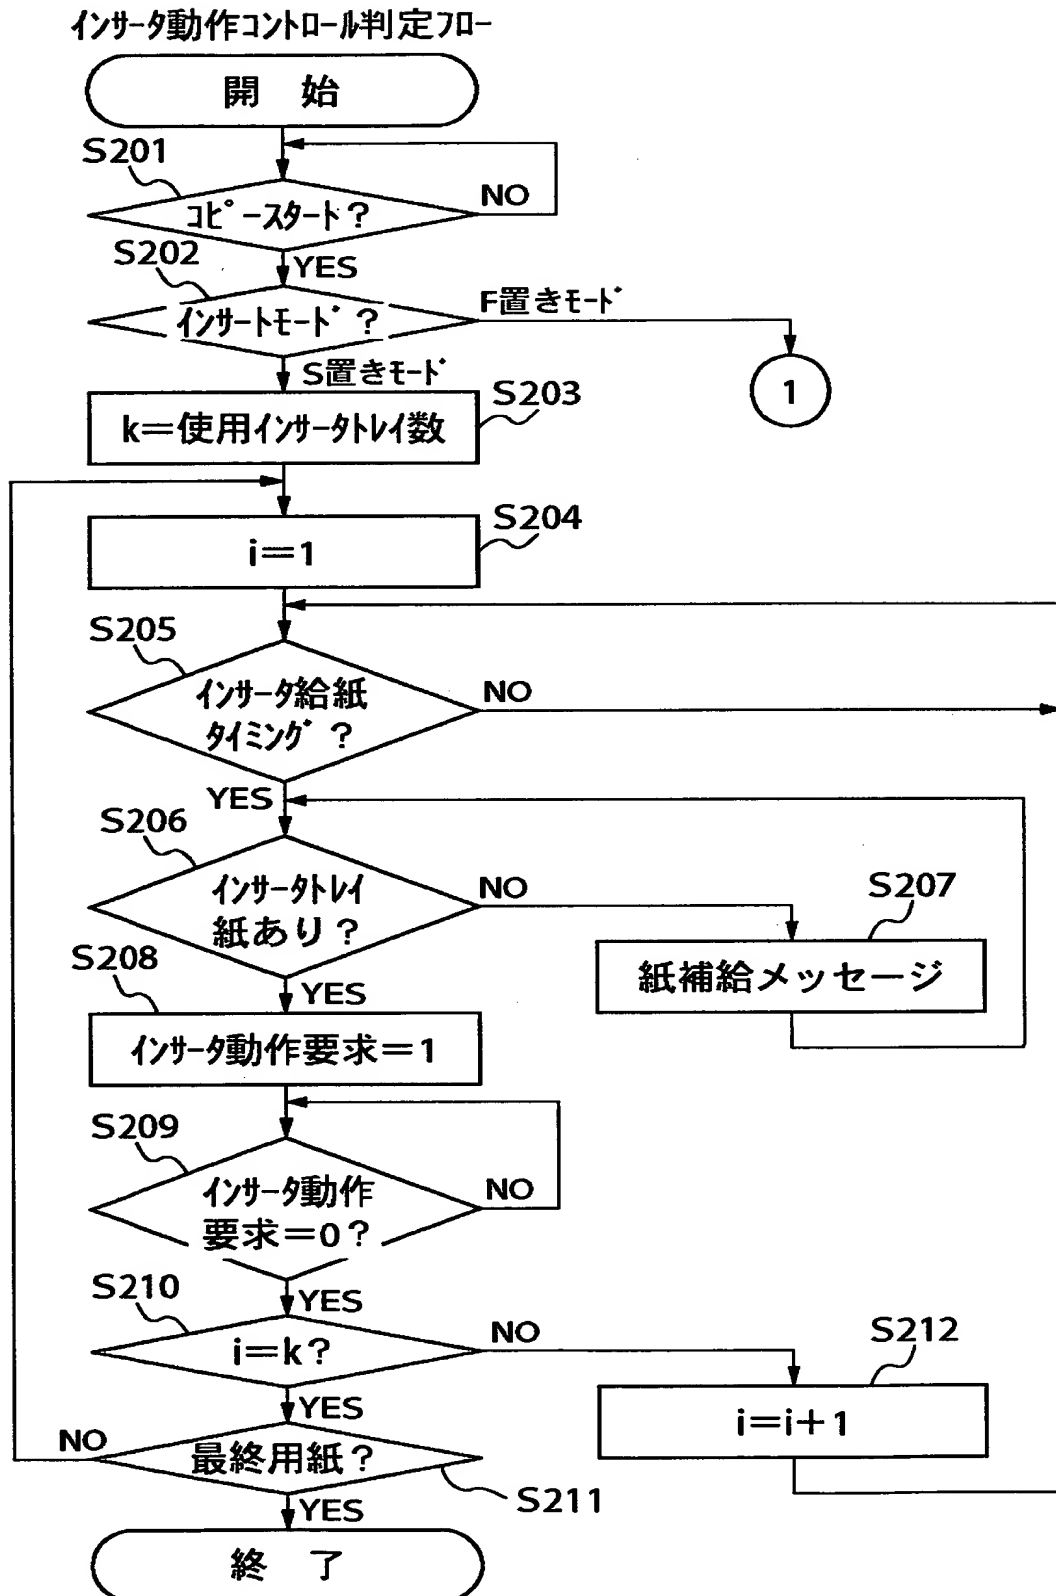 インサータ動作コントロール判定フロー
開 始
S201
コピースタート?
NO
YES
S202
インサートモード?
F置きモード
1
S置きモード
S203
k=使用インサータトレイ数
S204
i=1
S205
インサータ給紙
タイミング?
NO
YES
S206
インサータトレイ
紙あり?
NO
S207
紙補給メッセージ
YES
S208
インサータ動作要求=1
S209
インサータ動作
要求=0?
NO
YES
S210
i=k?
NO
S212
i=i+1
YES
最終用紙?
NO
S211
YES
終 了